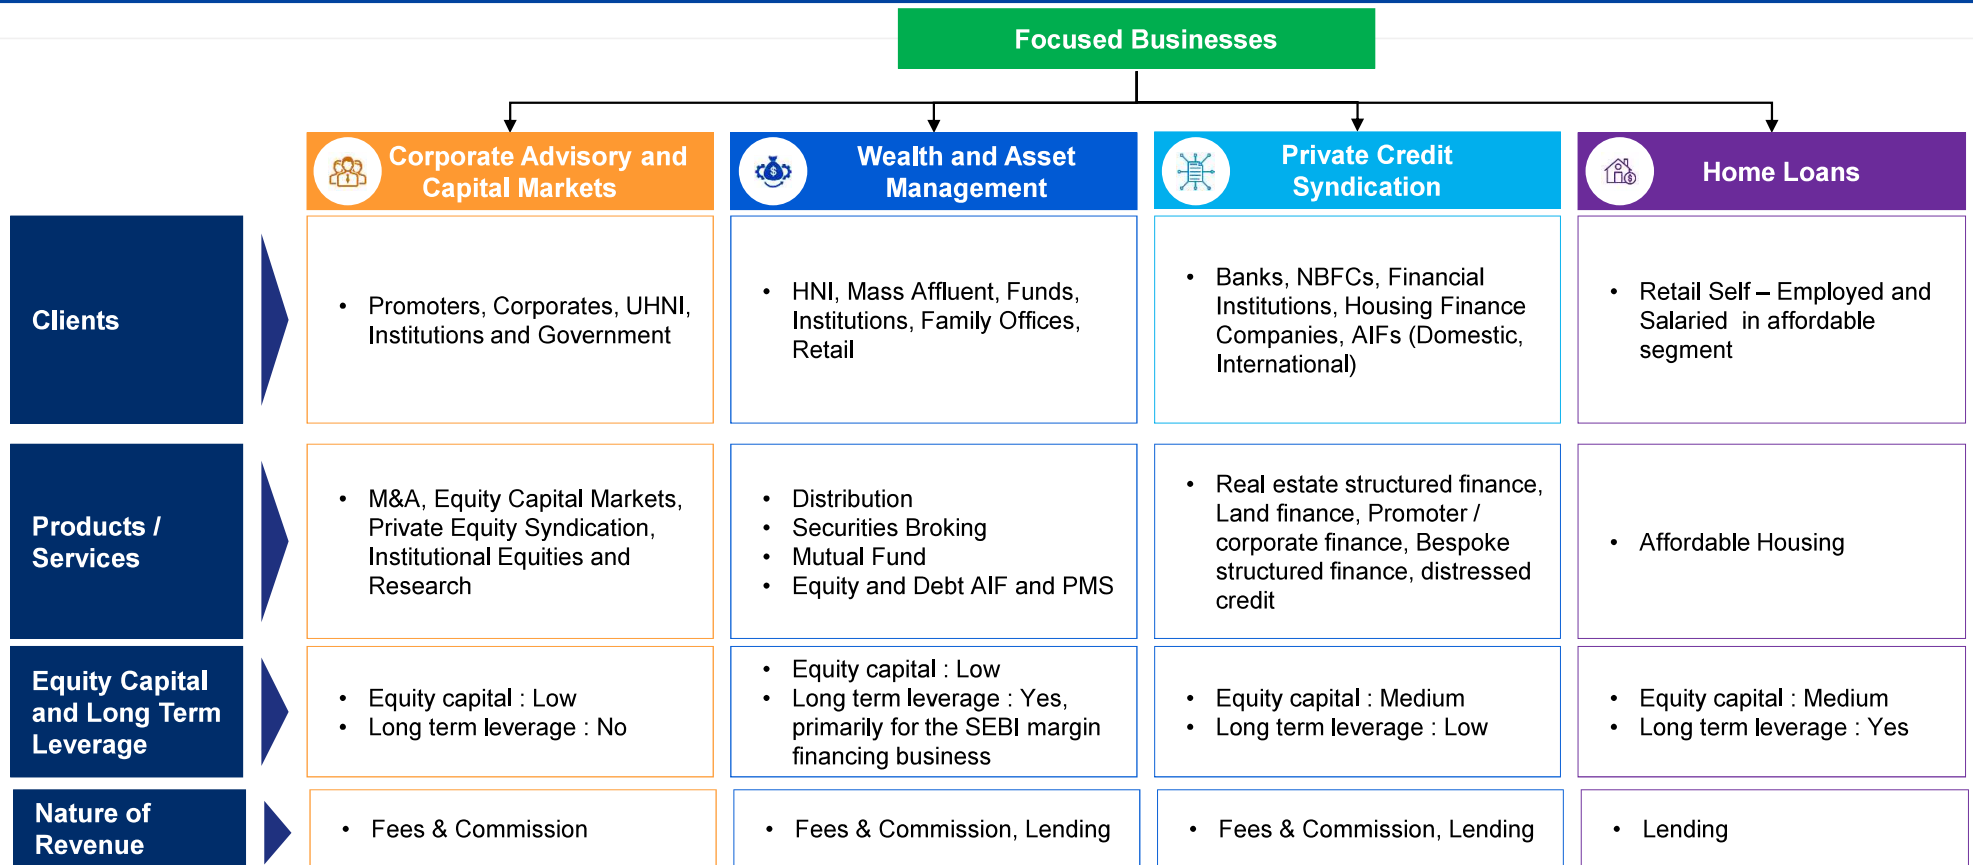 Focused Businesses
Corporate Advisory and
Capital Markets
Wealth and Asset
Management
Private Credit
Syndication
Home Loans
Clients
• Promoters, Corporates, UHNI,
Institutions and Government
• HNI, Mass Affluent, Funds,
Institutions, Family Offices,
Retail
• Banks, NBFCs, Financial
Institutions, Housing Finance
Companies, AIFs (Domestic,
International)
• Retail Self – Employed and
Salaried in affordable
segment
Products /
Services
• M&A, Equity Capital Markets,
Private Equity Syndication,
Institutional Equities and
Research
• Distribution
• Securities Broking
• Mutual Fund
• Equity and Debt AIF and PMS
• Real estate structured finance,
Land finance, Promoter /
corporate finance, Bespoke
structured finance, distressed
credit
• Affordable Housing
Equity Capital
and Long Term
Leverage
• Equity capital : Low
• Long term leverage : No
• Equity capital : Low
• Long term leverage : Yes,
primarily for the SEBI margin
financing business
• Equity capital : Medium
• Long term leverage : Low
• Equity capital : Medium
• Long term leverage : Yes
Nature of
Revenue
• Fees & Commission
• Fees & Commission, Lending
• Fees & Commission, Lending
• Lending